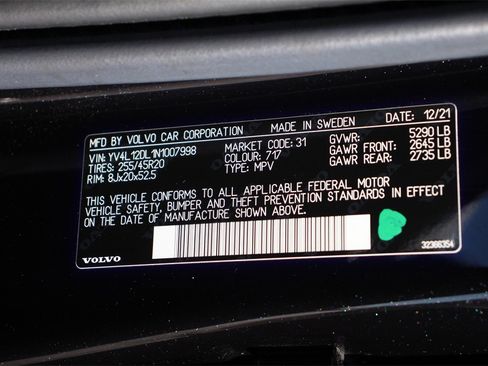 MFD BY VOLVO CAR CORPORATION MADE IN SWEDEN DATE: 12/21
VIN: YV4L12DL1N1007998 MARKET CODE: 31 GVWR: 5290 LB
TIRES: 255/45R20 COLOUR: 717 GAWR FRONT: 2645 LB
RIM: 8Jx20x52.5 TYPE: MPV GAWR REAR: 2735 LB
THIS VEHICLE CONFORMS TO ALL APPLICABLE FEDERAL MOTOR
VEHICLE SAFETY, BUMPER AND THEFT PREVENTION STANDARDS IN EFFECT
ON THE DATE OF MANUFACTURE SHOWN ABOVE.
VOLVO 32366354